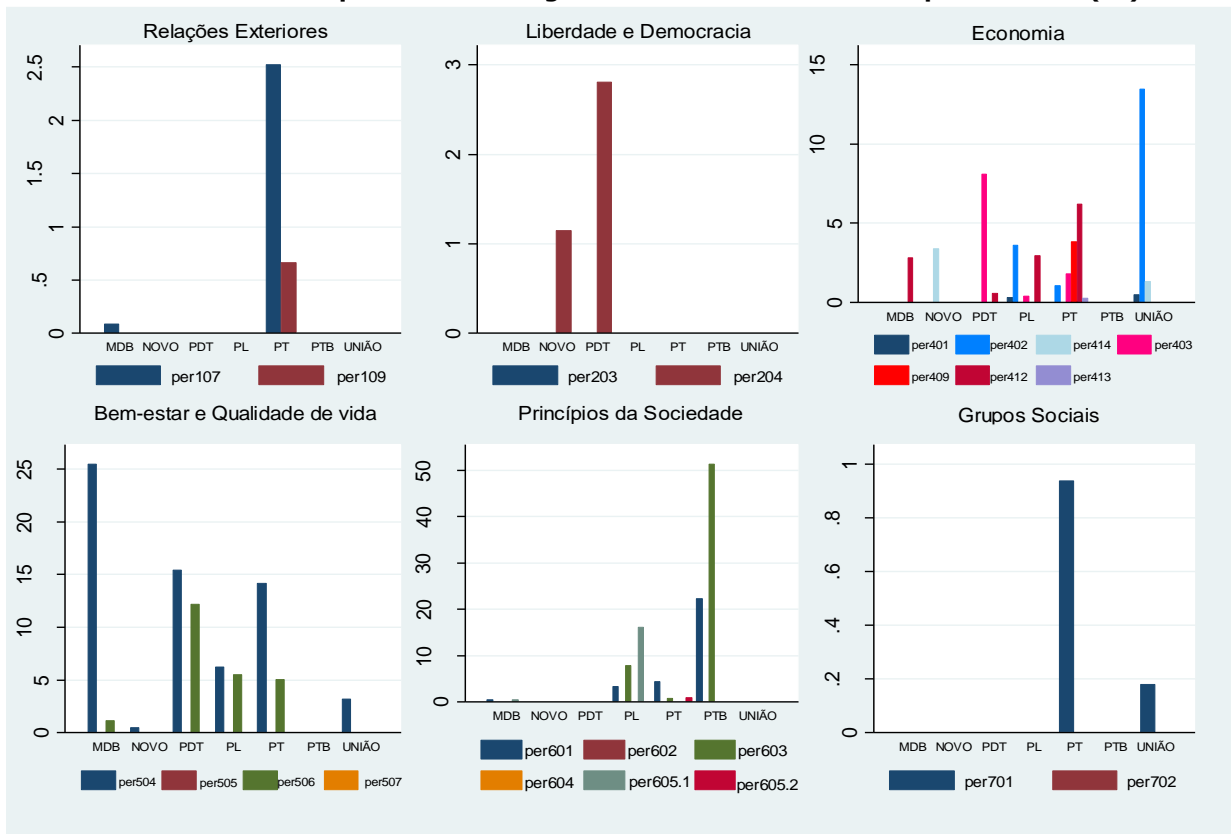 Relações Exteriores
2.5
2
1.5
1
.5
0
MDB NOVO PDT PL PT PTB UNIÃO
per107 per109
Liberdade e Democracia
3
2
1
0
MDB NOVO PDT PL PT PTB UNIÃO
per203 per204
Economia
15
10
5
0
MDB NOVO PDT PL PT PTB UNIÃO
per401 per402 per414 per403
per409 per412 per413
Bem-estar e Qualidade de vida
25
20
15
10
5
0
MDB NOVO PDT PL PT PTB UNIÃO
per504 per505 per506 per507
Princípios da Sociedade
50
40
30
20
10
0
MDB NOVO PDT PL PT PTB UNIÃO
per601 per602 per603
per604 per605.1 per605.2
Grupos Sociais
1
.8
.6
.4
.2
0
MDB NOVO PDT PL PT PTB UNIÃO
per701 per702